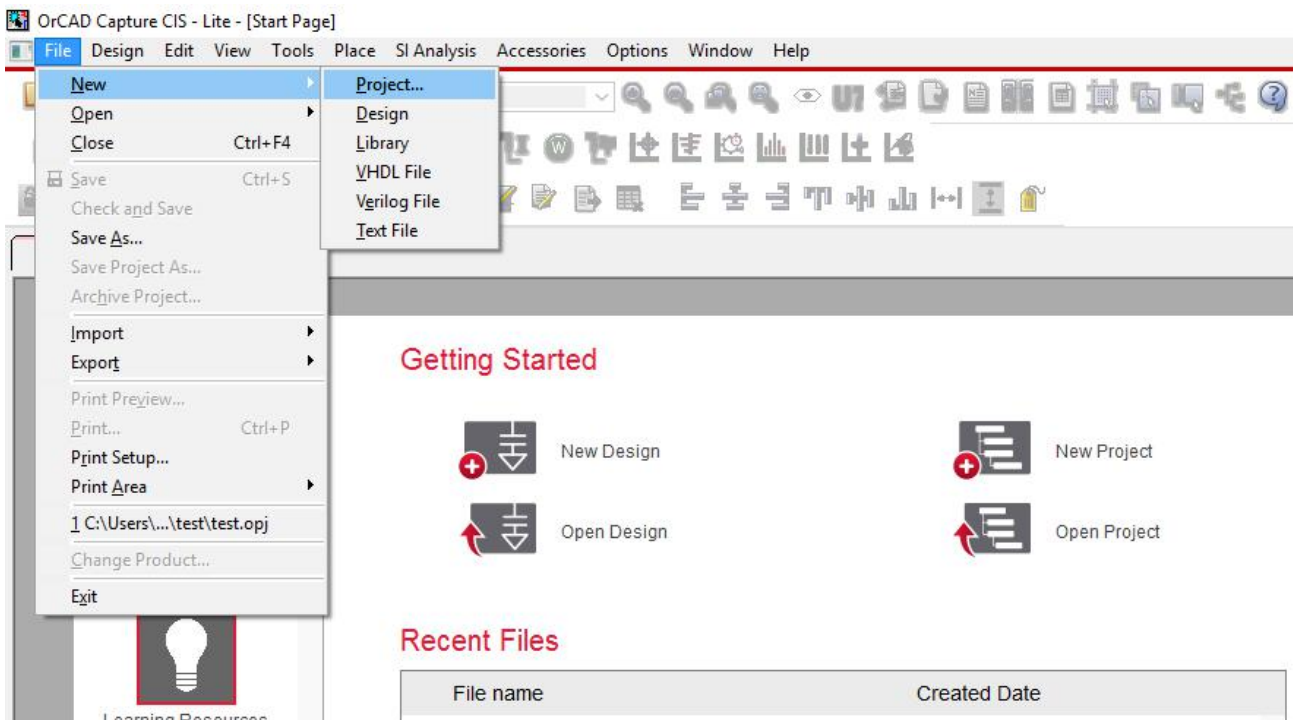 OrCAD Capture CIS - Lite - [Start Page]
File Design Edit View Tools Place SI Analysis Accessories Options Window Help
New
Open
Close Ctrl+F4
Save Ctrl+S
Check and Save
Save As...
Save Project As...
Archive Project...
Import
Export
Print Preview...
Print... Ctrl+P
Print Setup...
Print Area
1 C:\Users\...\test\test.opj
Change Product...
Exit
Project...
Design
Library
VHDL File
Verilog File
Text File
U?
W
Getting Started
New Design
New Project
Open Design
Open Project
Recent Files
File name Created Date
Learning Resources